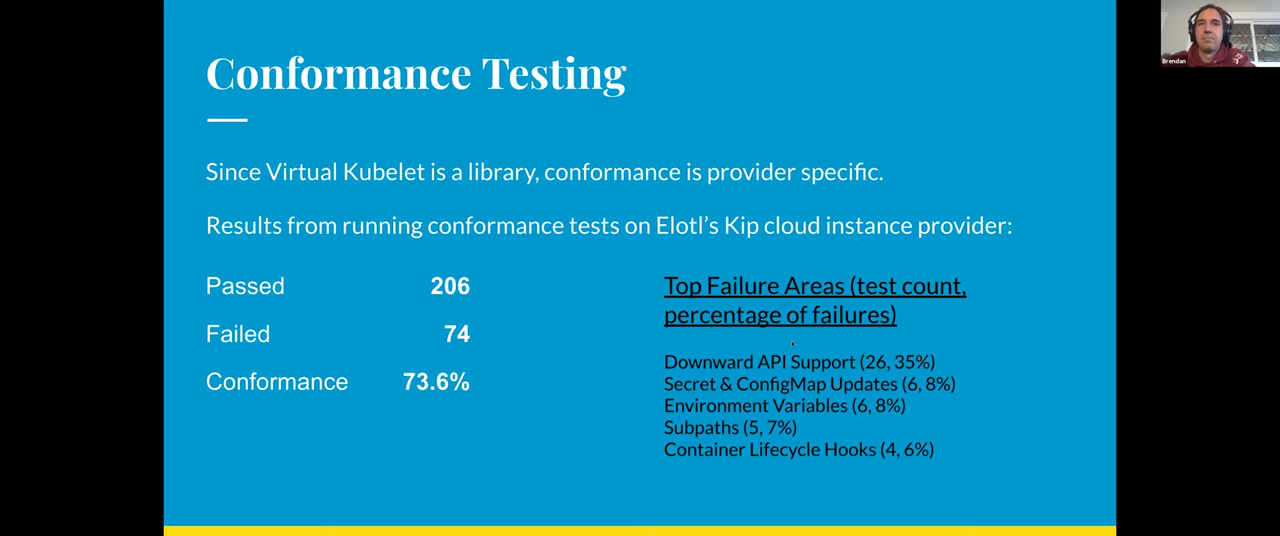 Conformance Testing
Since Virtual Kubelet is a library, conformance is provider specific.
Results from running conformance tests on Elotl’s Kip cloud instance provider:
Passed 206
Failed 74
Conformance 73.6%
Top Failure Areas (test count,
percentage of failures)
Downward API Support (26, 35%)
Secret & ConfigMap Updates (6, 8%)
Environment Variables (6, 8%)
Subpaths (5, 7%)
Container Lifecycle Hooks (4, 6%)
Brendan